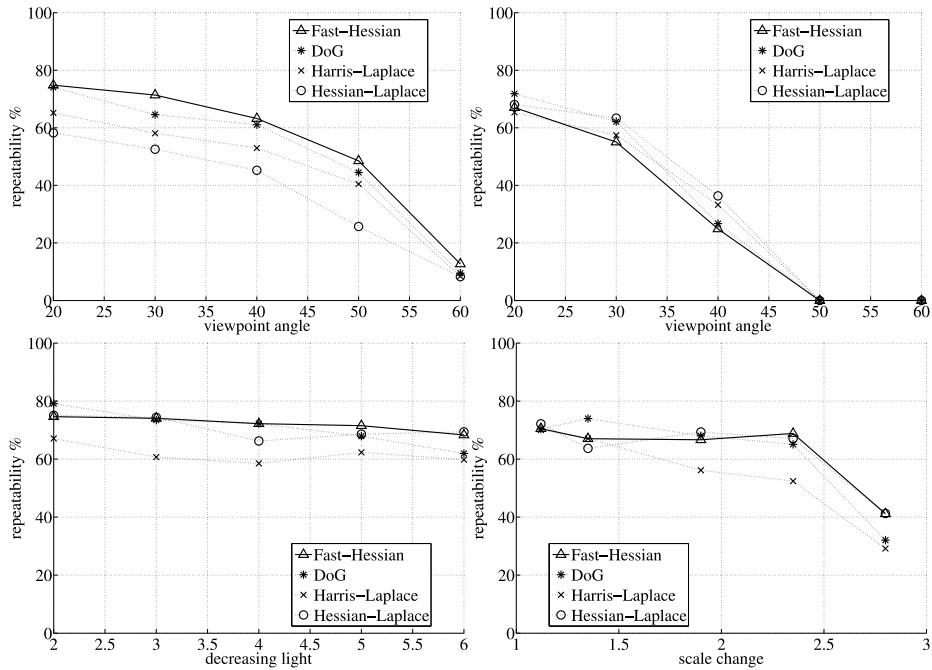 Fast−Hessian
DoG
Harris−Laplace
Hessian−Laplace
repeatability %
100
80
60
40
20
0
20 25 30 35 40 45 50 55 60
viewpoint angle
Fast−Hessian
DoG
Harris−Laplace
Hessian−Laplace
repeatability %
100
80
60
40
20
0
20 25 30 35 40 45 50 55 60
viewpoint angle
repeatability %
100
80
60
40
20
0
Fast−Hessian
DoG
Harris−Laplace
Hessian−Laplace
2 2.5 3 3.5 4 4.5 5 5.5 6
decreasing light
repeatability %
100
80
60
40
20
0
Fast−Hessian
DoG
Harris−Laplace
Hessian−Laplace
1 1.5 2 2.5 3
scale change